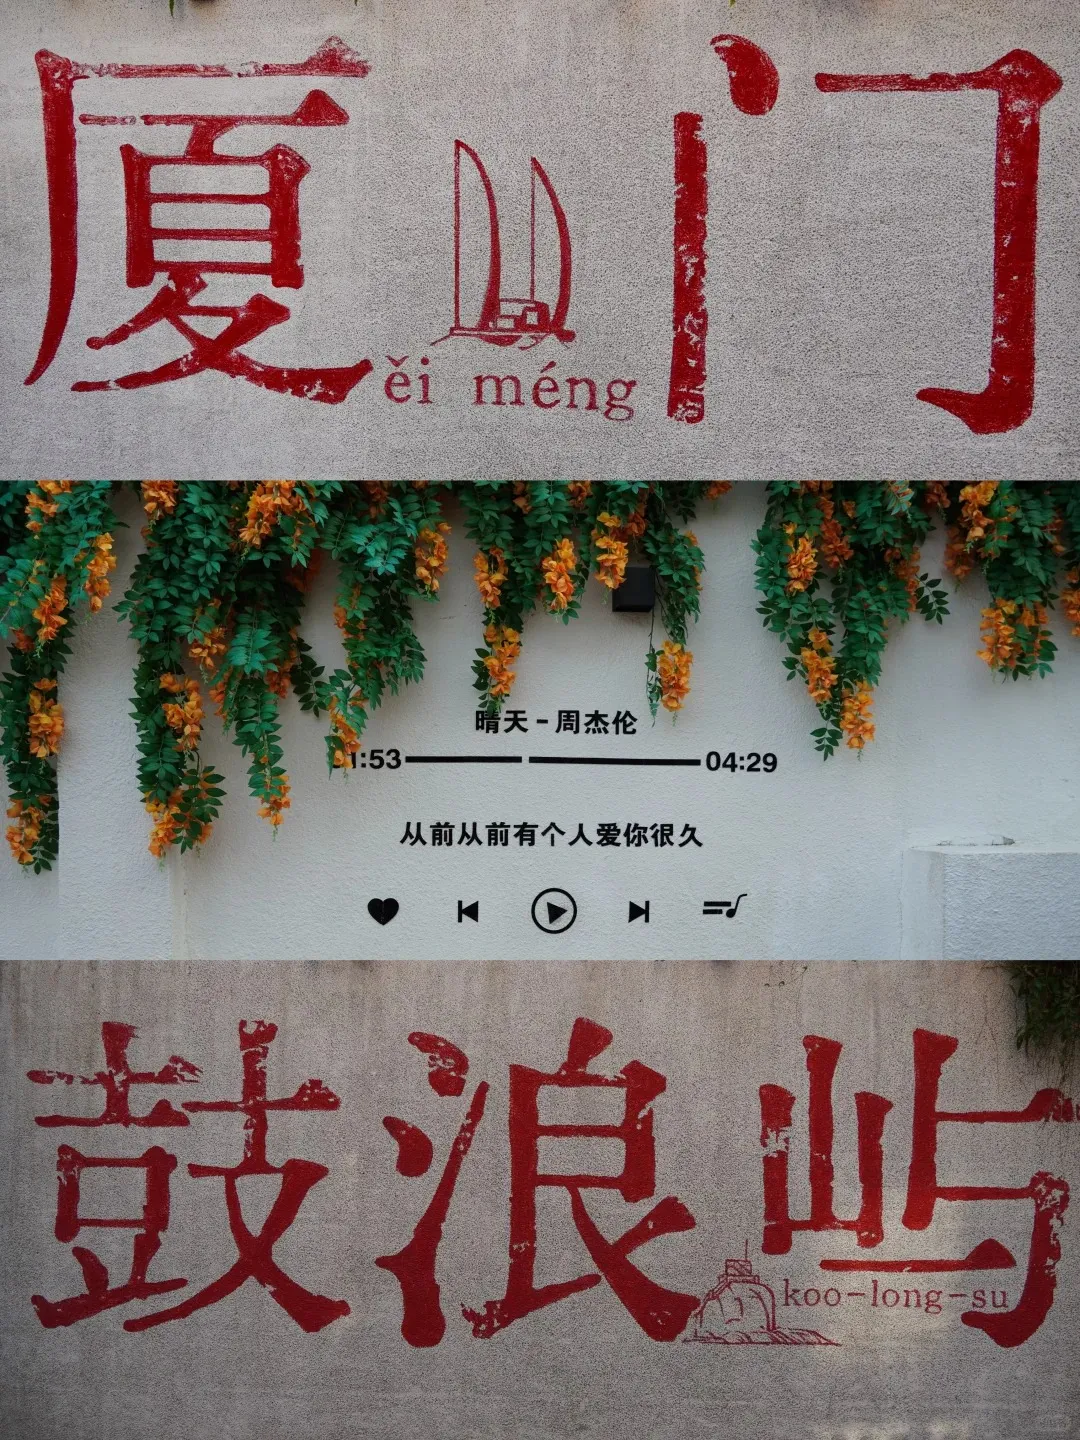 厦门
ěi méng
晴天-周杰伦
1:53 04:29
从前从前有个人爱你很久
鼓浪屿
koo-long-su